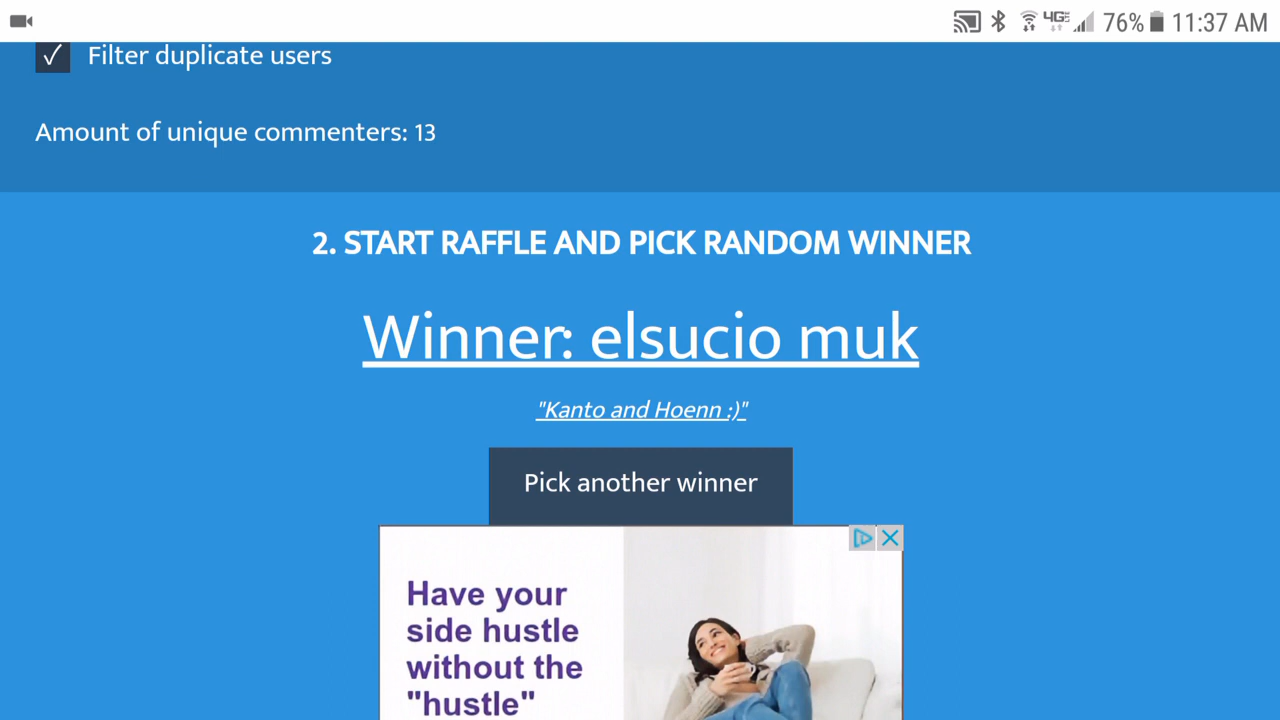 4G 76% 11:37 AM
Filter duplicate users
Amount of unique commenters: 13
2. START RAFFLE AND PICK RANDOM WINNER
Winner: elsucio muk
"Kanto and Hoenn :)"
Pick another winner
Have your
side hustle
without the
"hustle"